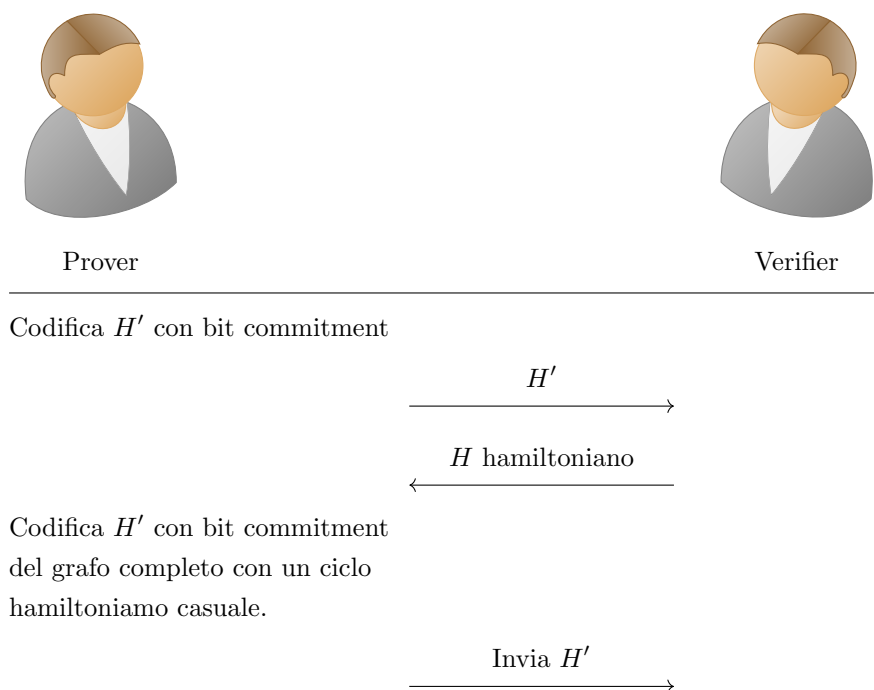 Prover Verifier
Codifica H′ con bit commitment
H′
H hamiltoniano
Codifica H′ con bit commitment
del grafo completo con un ciclo
hamiltoniamo casuale.
Invia H′